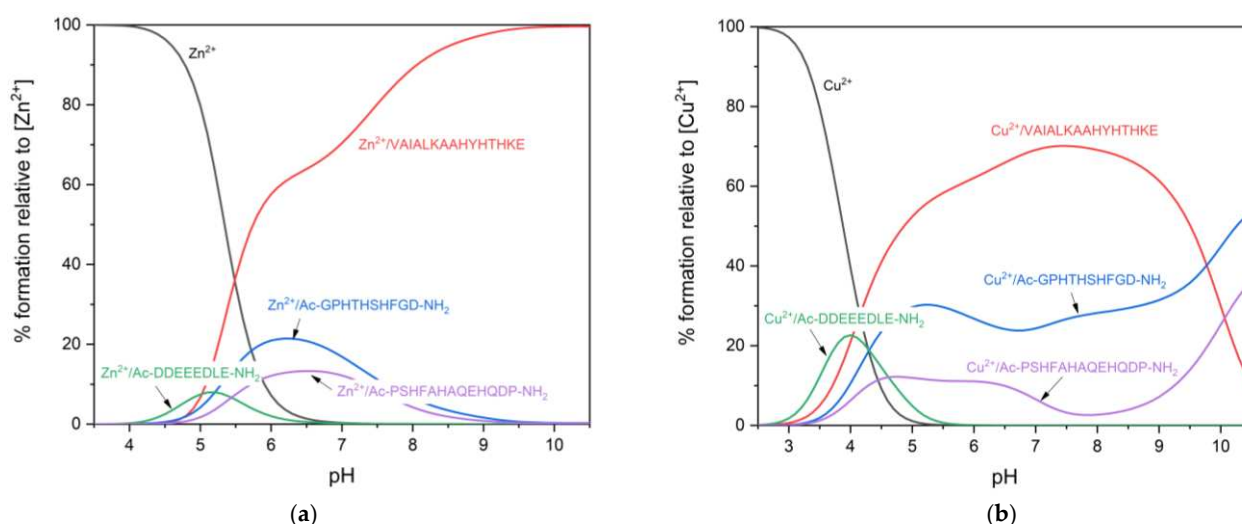 100
80
60
40
20
0
% formation relative to [Zn²⁺]
Zn²⁺
Zn²⁺/VAIALKAAHYHTHKE
Zn²⁺/Ac-GPHTHSHFGD-NH₂
Zn²⁺/Ac-DDEEEDLE-NH₂
Zn²⁺/Ac-PSHFAHAQEHQDP-NH₂
4 5 6 7 8 9 10
pH
(a)
100
80
60
40
20
0
% formation relative to [Cu²⁺]
Cu²⁺
Cu²⁺/VAIALKAAHYHTHKE
Cu²⁺/Ac-GPHTHSHFGD-NH₂
Cu²⁺/Ac-DDEEEDLE-NH₂
Cu²⁺/Ac-PSHFAHAQEHQDP-NH₂
3 4 5 6 7 8 9 10
pH
(b)